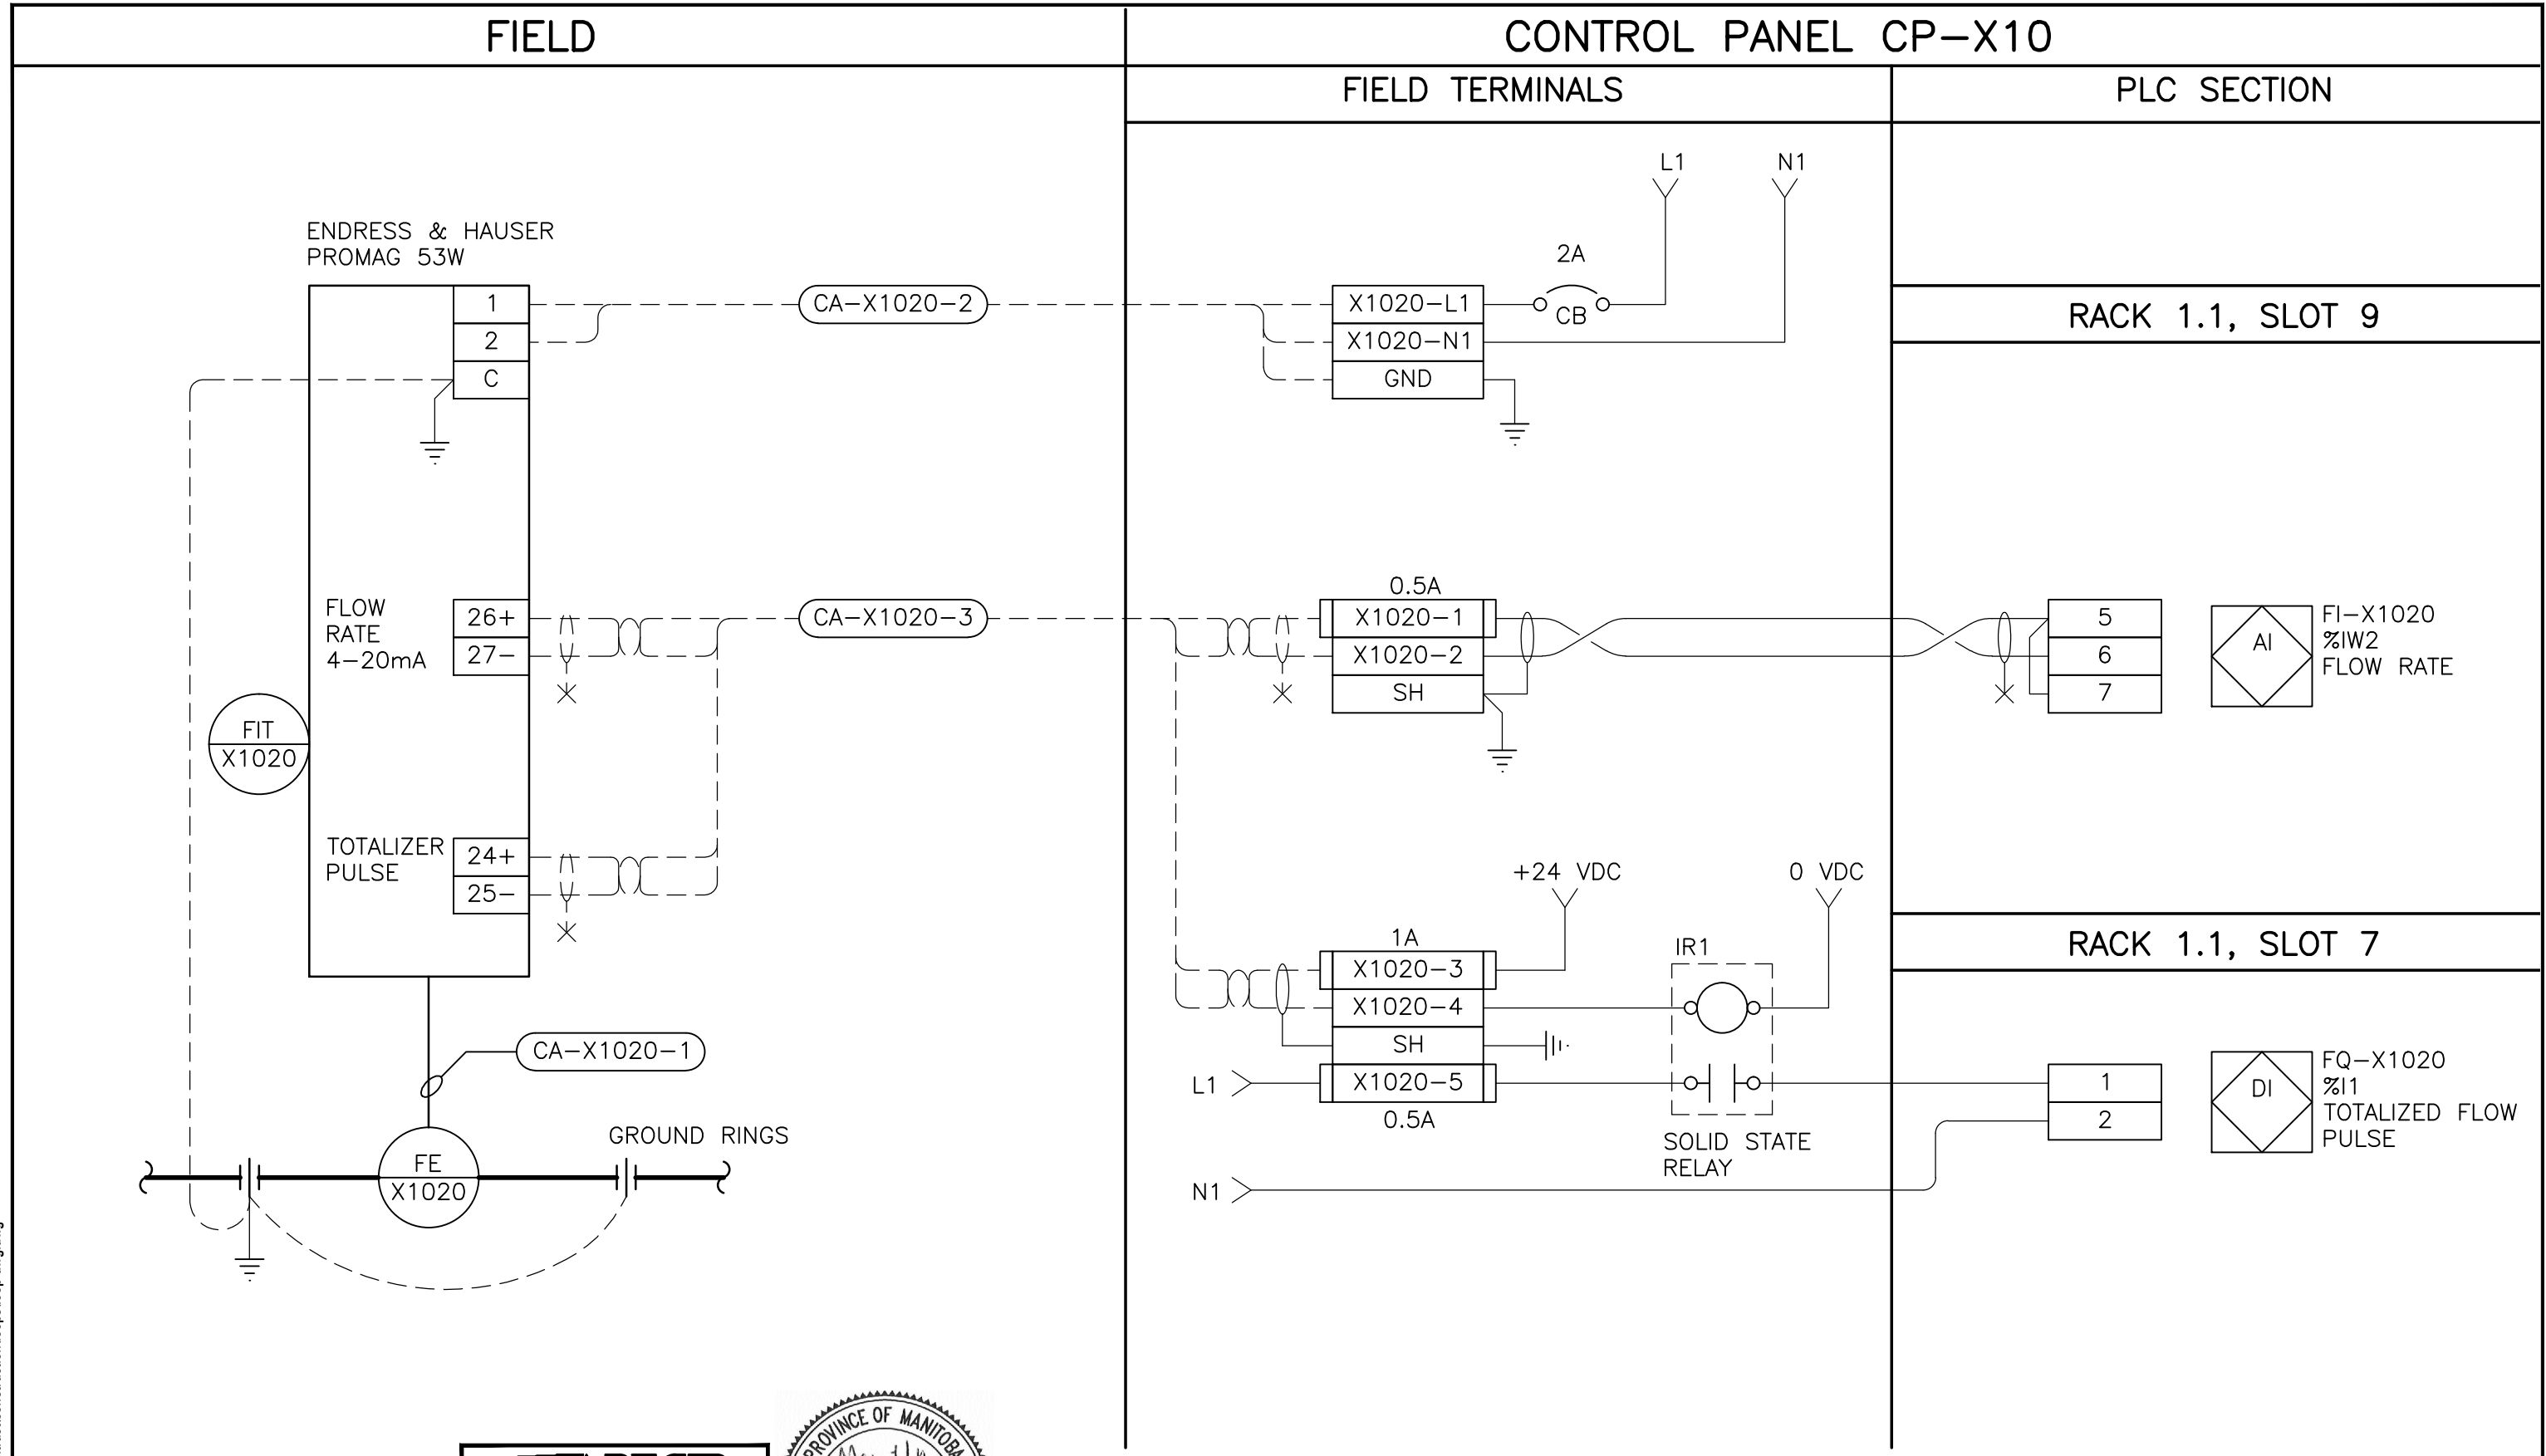 FIELD
CONTROL PANEL CP-X10
FIELD TERMINALS
PLC SECTION
L1
N1
ENDRESS & HAUSER
PROMAG 53W
2A
1
CA-X1020-2
X1020-L1
CB
RACK 1.1, SLOT 9
2
X1020-N1
C
GND
0.5A
FLOW
RATE
4-20mA
26+
27-
CA-X1020-3
X1020-1
X1020-2
SH
5
6
7
AI
FI-X1020
%IW2
FLOW RATE
FIT
X1020
TOTALIZER
PULSE
24+
25-
+24 VDC
0 VDC
1A
IR1
RACK 1.1, SLOT 7
X1020-3
X1020-4
SH
L1
X1020-5
0.5A
CA-X1020-1
1
2
DI
FQ-X1020
%I1
TOTALIZED FLOW
PULSE
GROUND RINGS
SOLID STATE
RELAY
FE
X1020
N1
PROVINCE OF MANITOBA